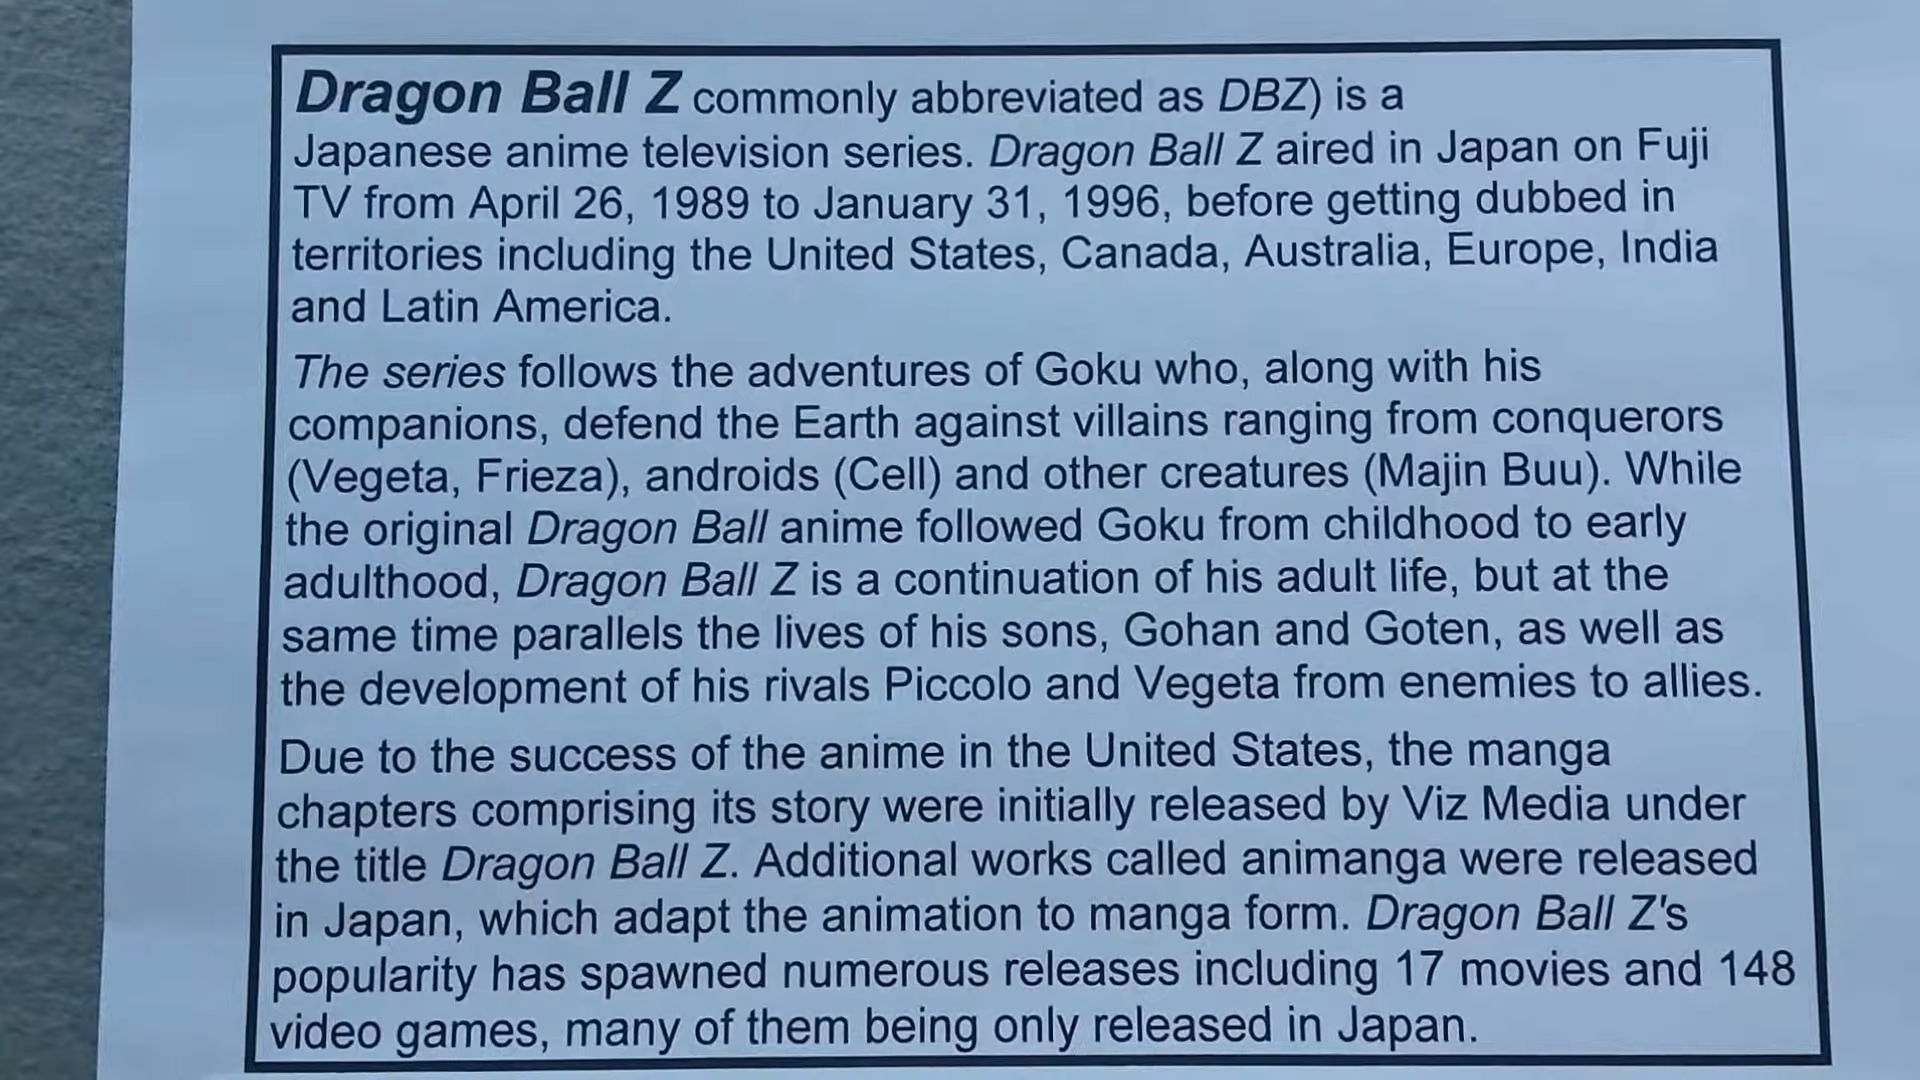 Dragon Ball Z commonly abbreviated as DBZ) is a
Japanese anime television series. Dragon Ball Z aired in Japan on Fuji
TV from April 26, 1989 to January 31, 1996, before getting dubbed in
territories including the United States, Canada, Australia, Europe, India
and Latin America.
The series follows the adventures of Goku who, along with his
companions, defend the Earth against villains ranging from conquerors
(Vegeta, Frieza), androids (Cell) and other creatures (Majin Buu). While
the original Dragon Ball anime followed Goku from childhood to early
adulthood, Dragon Ball Z is a continuation of his adult life, but at the
same time parallels the lives of his sons, Gohan and Goten, as well as
the development of his rivals Piccolo and Vegeta from enemies to allies.
Due to the success of the anime in the United States, the manga
chapters comprising its story were initially released by Viz Media under
the title Dragon Ball Z. Additional works called animanga were released
in Japan, which adapt the animation to manga form. Dragon Ball Z's
popularity has spawned numerous releases including 17 movies and 148
video games, many of them being only released in Japan.